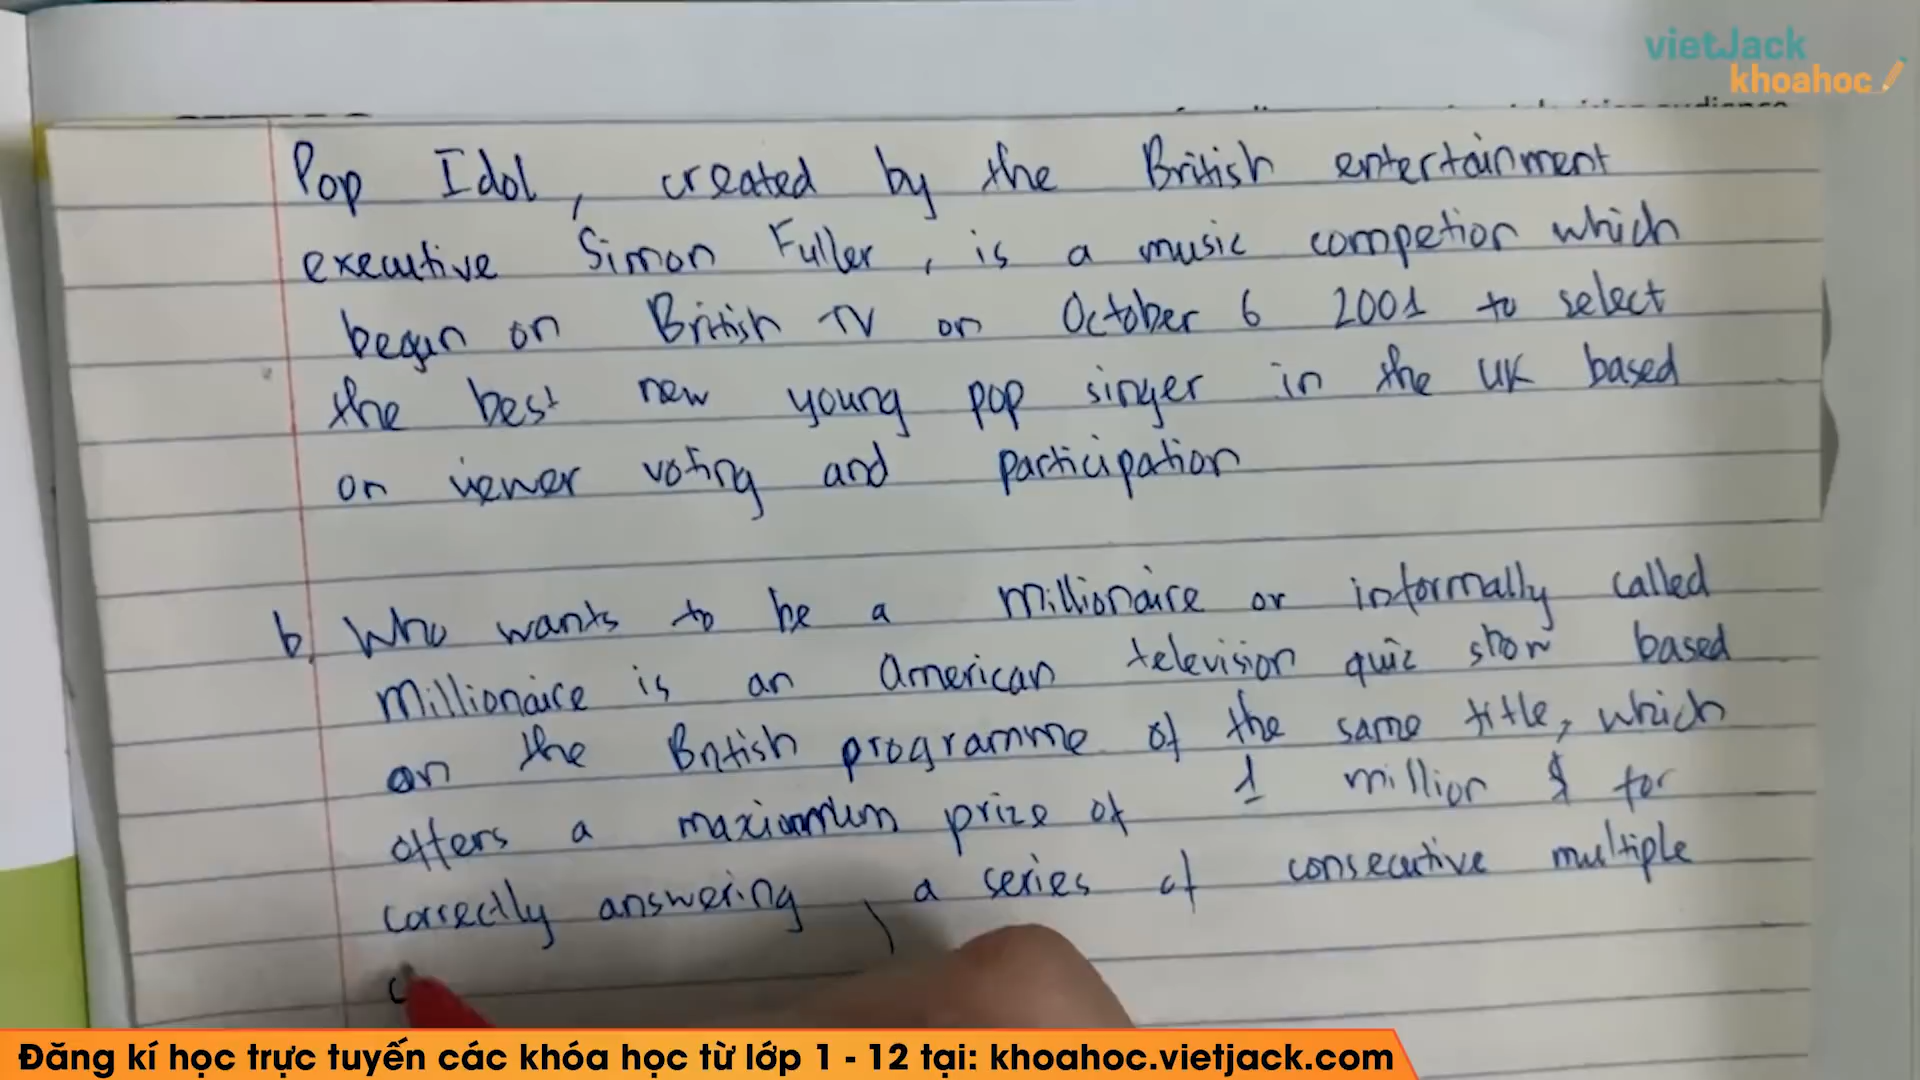 vietJack
khoahoc
Pop Idol, created by the British entertainment
executive Simon Fuller, is a music competion which
began on British TV on October 6 2001 to select
the best new young pop singer in the UK based
on viewer voting and participation
b. Who wants to be a millionaire or informally called
Millionaire is an American television quiz show based
on the British programme of the same title, which
offers a maximum prize of 1 million $ for
correctly answering a series of consecutive multiple
Đăng kí học trực tuyến các khóa học từ lớp 1 - 12 tại: khoahoc.vietjack.com